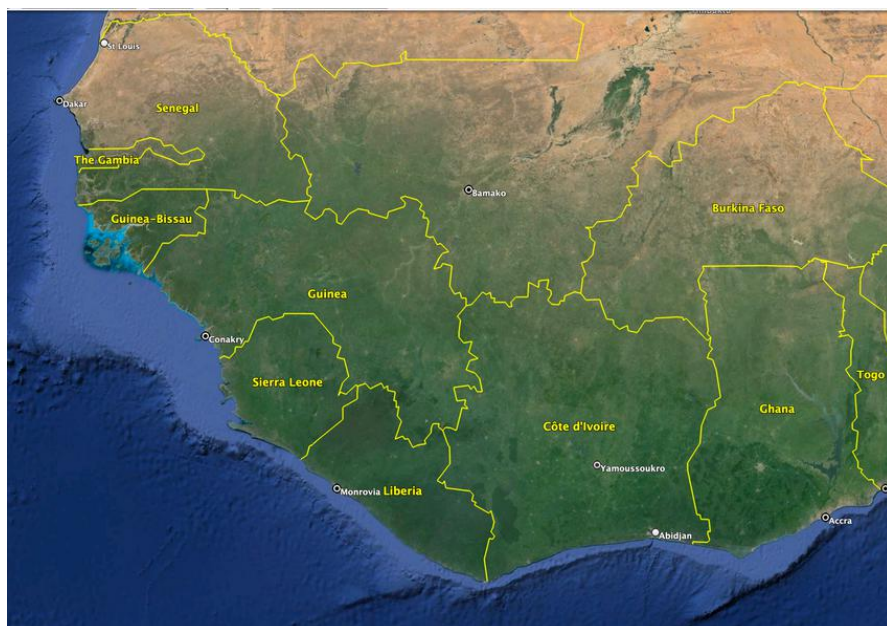 St Louis
Dakar
Senegal
The Gambia
Bamako
Guinea-Bissau
Burkina Faso
Guinea
Conakry
Sierra Leone
Togo
Ghana
Côte d'Ivoire
Yamoussoukro
Monrovia
Liberia
Accra
Abidjan